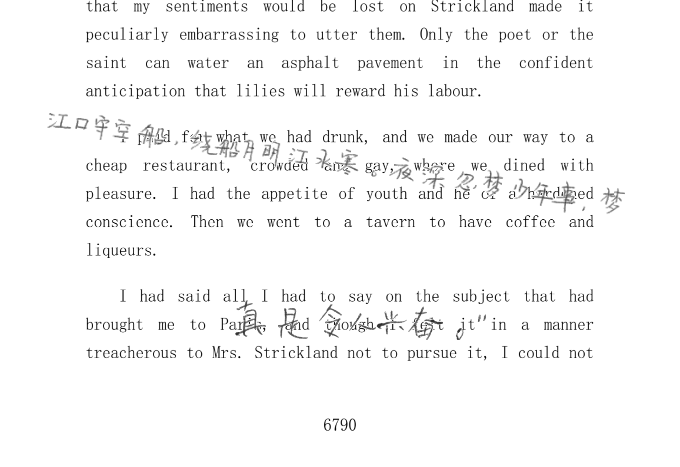 that my sentiments would be lost on Strickland made it
peculiarly embarrassing to utter them. Only the poet or the
saint can water an asphalt pavement in the confident
anticipation that lilies will reward his labour.
江口守空船，绕船月明江水寒。夜深忽梦少年事，梦
I paid for what we had drunk, and we made our way to a
cheap restaurant, crowded and gay, where we dined with
pleasure. I had the appetite of youth and he of a hardened
conscience. Then we went to a tavern to have coffee and
liqueurs.
I had said all I had to say on the subject that had
真是令人兴奋。"
brought me to Paris, and though I felt it in a manner
treacherous to Mrs. Strickland not to pursue it, I could not
6790